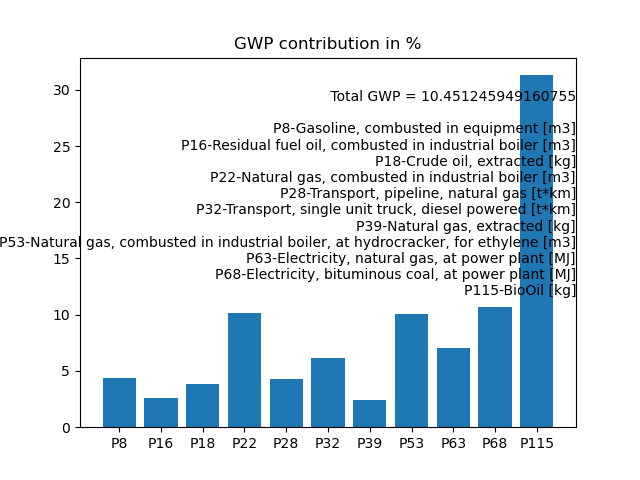 GWP contribution in %
30
Total GWP = 10.451245949160755
P8-Gasoline, combusted in equipment [m3]
25
P16-Residual fuel oil, combusted in industrial boiler [m3]
P18-Crude oil, extracted [kg]
P22-Natural gas, combusted in industrial boiler [m3]
20
P28-Transport, pipeline, natural gas [t*km]
P32-Transport, single unit truck, diesel powered [t*km]
P39-Natural gas, extracted [kg]
P53-Natural gas, combusted in industrial boiler, at hydrocracker, for ethylene [m3]
15
P63-Electricity, natural gas, at power plant [MJ]
P68-Electricity, bituminous coal, at power plant [MJ]
P115-BioOil [kg]
10
5
0
P8 P16 P18 P22 P28 P32 P39 P53 P63 P68 P115